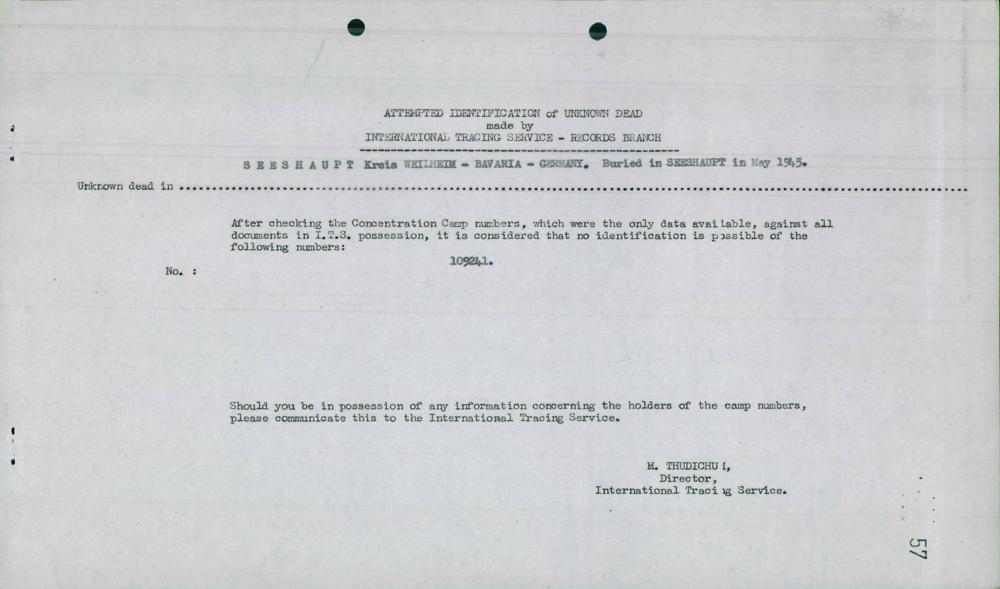 ATTEMPTED IDENTIFICATION of UNKNOWN DEAD
made by
INTERNATIONAL TRACING SERVICE - RECORDS BRANCH
SEESHAUPT Kreis WEILHEIM - BAVARIA - GERMANY. Buried in SEESHAUPT in May 1945.
Unknown dead in ................................................
After checking the Concentration Camp numbers, which were the only data available, against all
documents in I.T.S. possession, it is considered that no identification is possible of the
following numbers:
109241.
No. :
Should you be in possession of any information concerning the holders of the camp numbers,
please communicate this to the International Tracing Service.
M. THUDICHUM,
Director,
International Tracing Service.
57